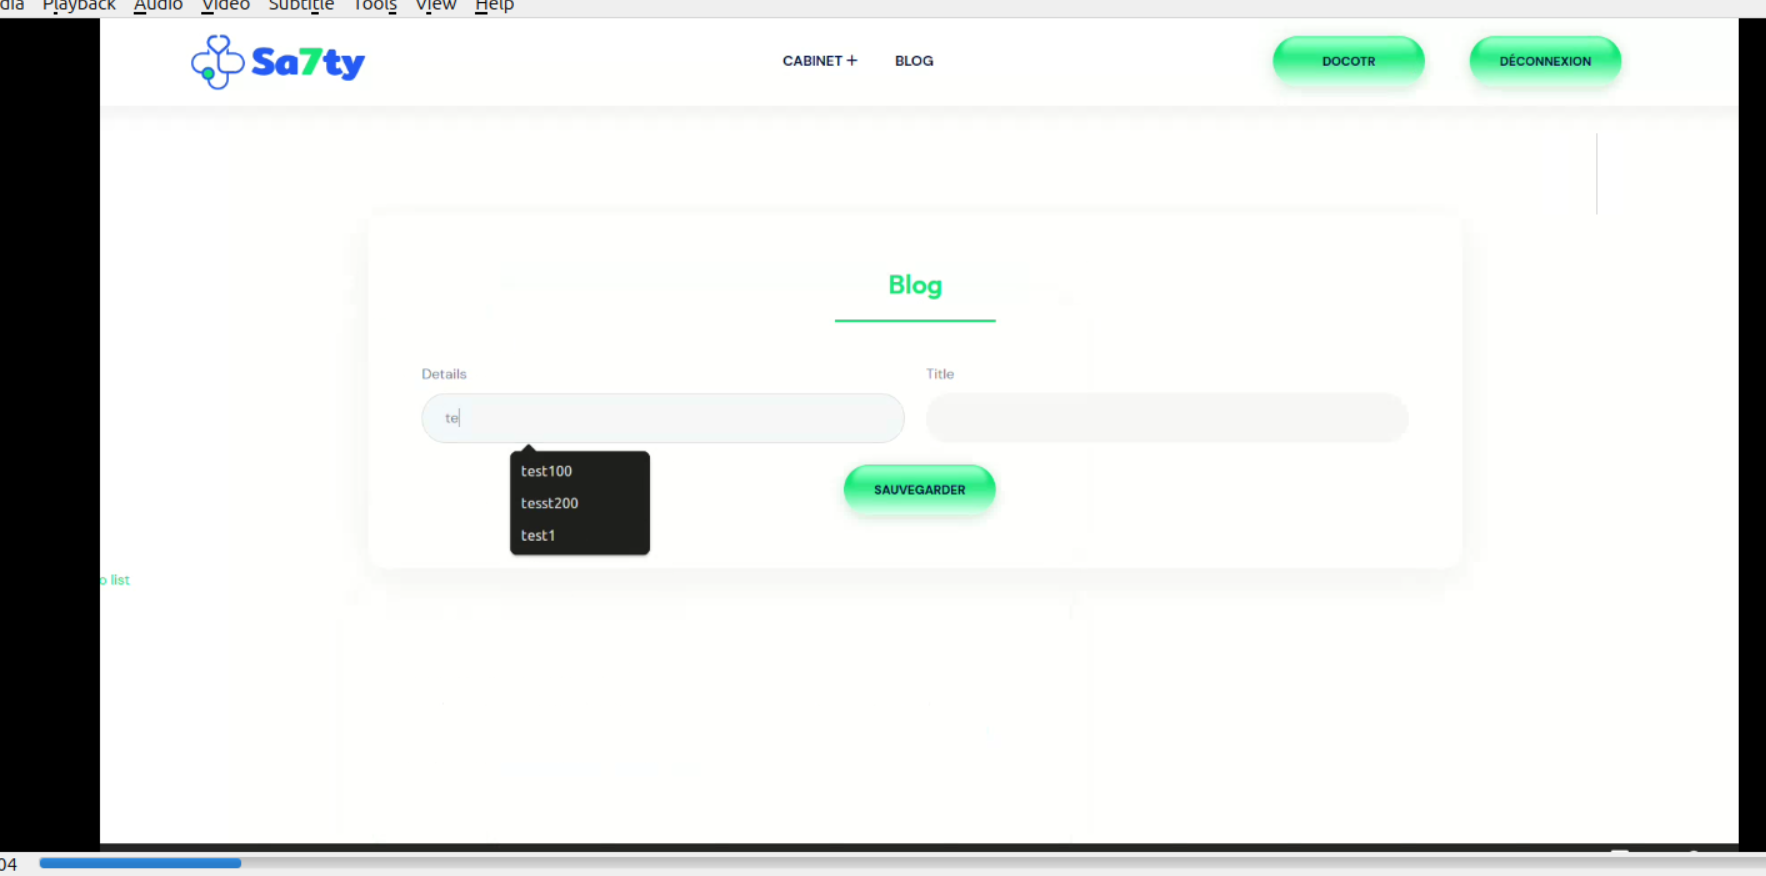 dia Playback Audio Video Subtitle Tools View Help
Sa7ty CABINET + BLOG DOCOTR DÉCONNEXION
Blog
Details Title
te
test100
tesst200
test1
SAUVEGARDER
o list
04